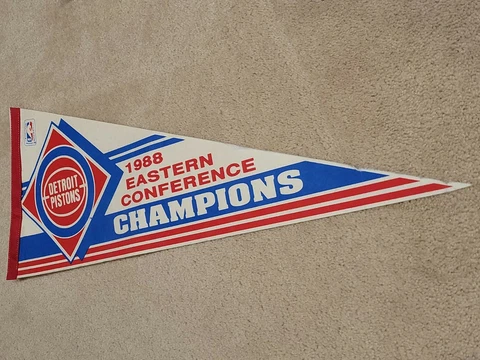 DETROIT
PISTONS
1988
EASTERN
CONFERENCE
CHAMPIONS